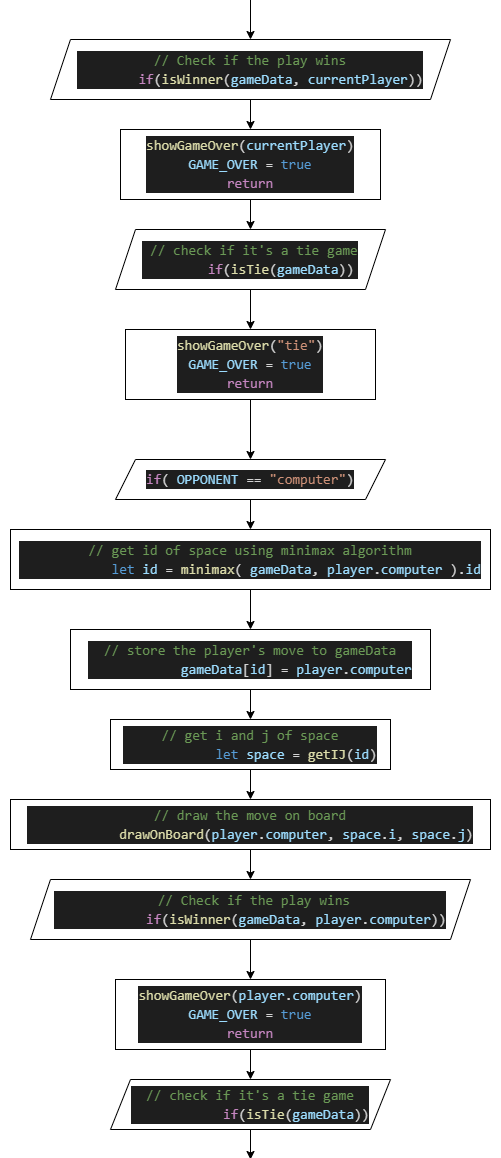 // Check if the play wins
if(isWinner(gameData, currentPlayer))
showGameOver(currentPlayer)
GAME_OVER = true
return
// check if it's a tie game
if(isTie(gameData))
showGameOver("tie")
GAME_OVER = true
return
if( OPPONENT == "computer")
// get id of space using minimax algorithm
let id = minimax( gameData, player.computer ).id
// store the player's move to gameData
gameData[id] = player.computer
// get i and j of space
let space = getIJ(id)
// draw the move on board
drawOnBoard(player.computer, space.i, space.j)
// Check if the play wins
if(isWinner(gameData, player.computer))
showGameOver(player.computer)
GAME_OVER = true
return
// check if it's a tie game
if(isTie(gameData))